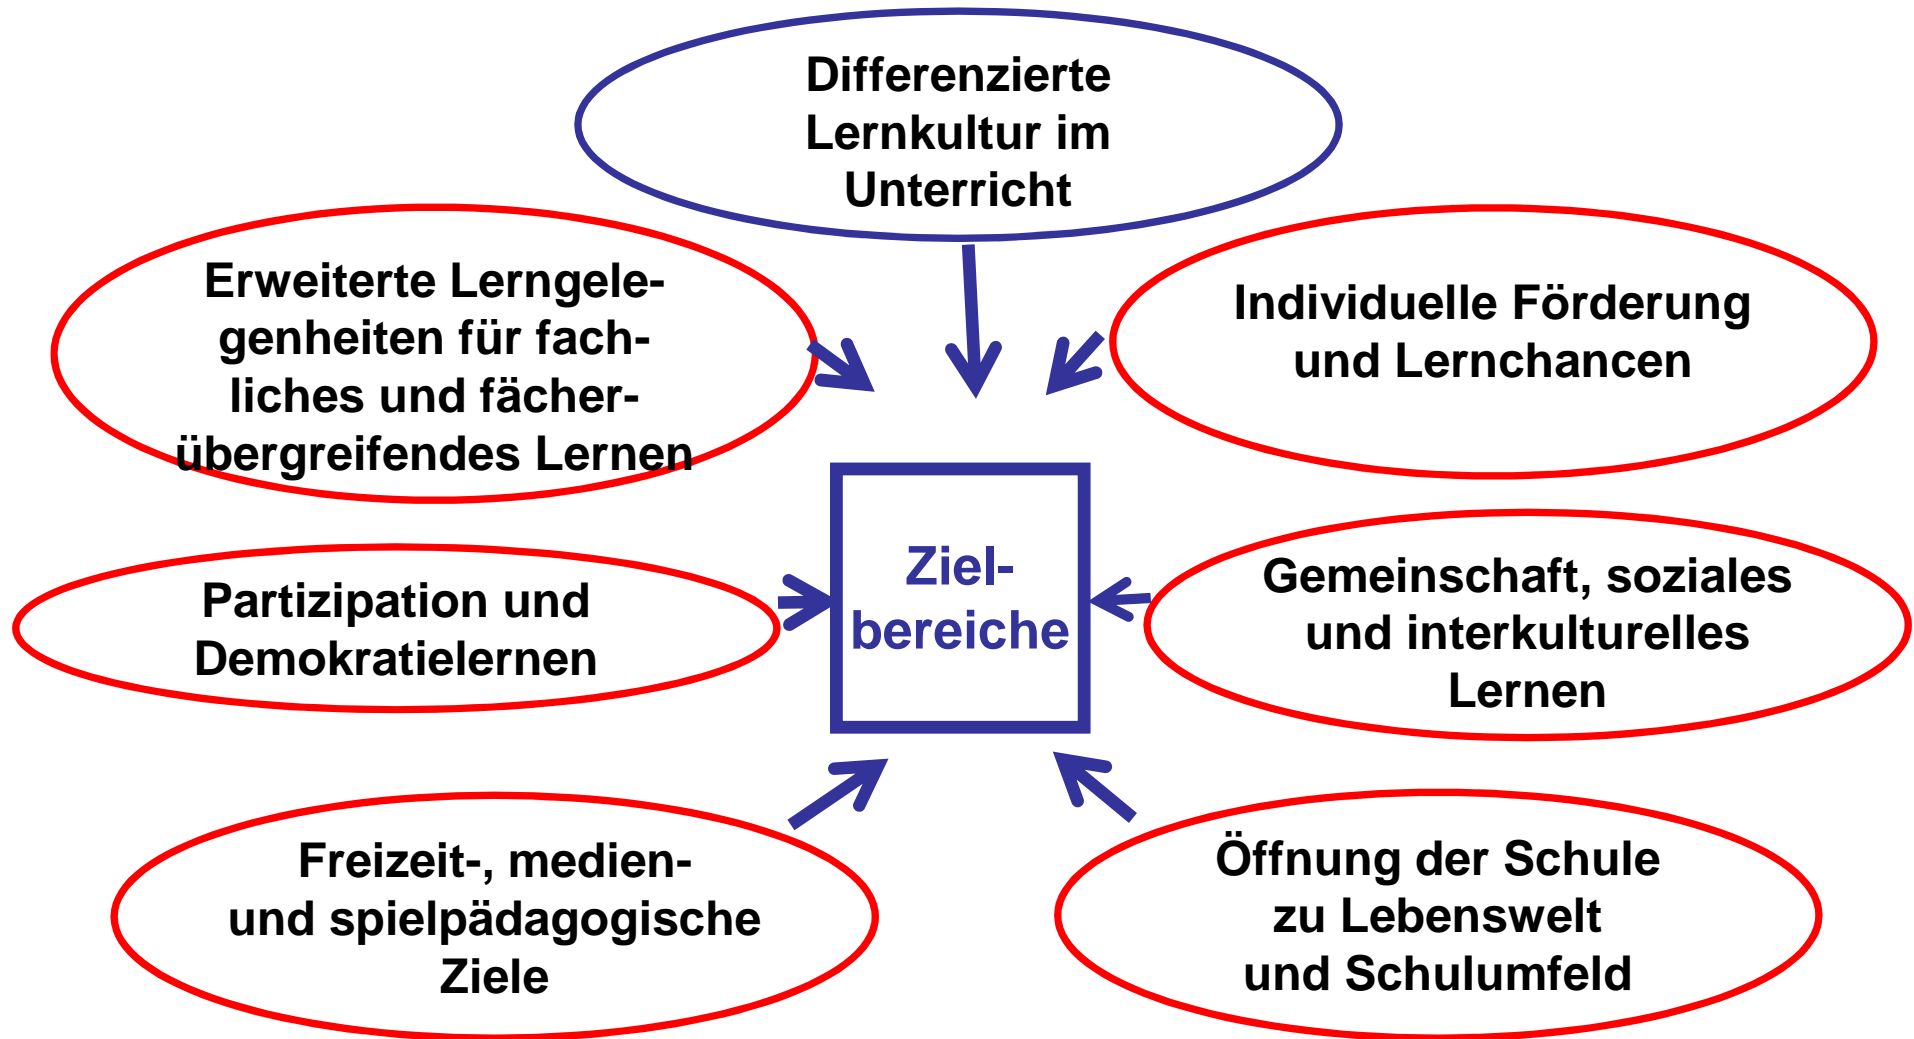 Differenzierte
Lernkultur im
Unterricht
Erweiterte Lerngele-
genheiten für fach-
liches und fächer-
übergreifendes Lernen
Individuelle Förderung
und Lernchancen
Ziel-
bereiche
Partizipation und
Demokratielernen
Gemeinschaft, soziales
und interkulturelles
Lernen
Freizeit-, medien-
und spielpädagogische
Ziele
Öffnung der Schule
zu Lebenswelt
und Schulumfeld